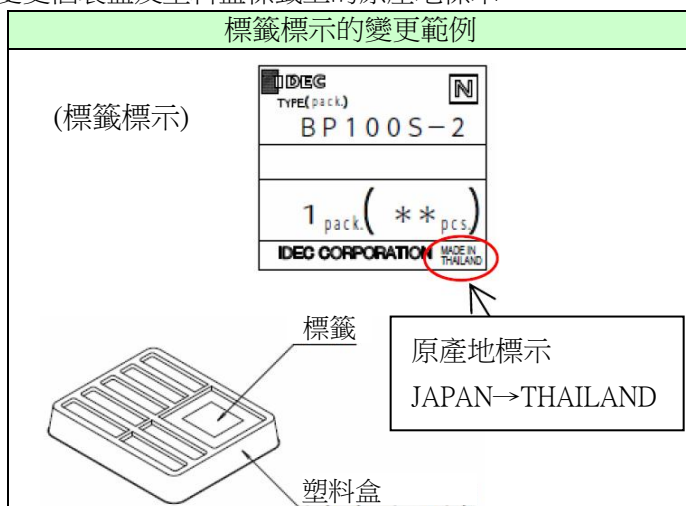 標籤標示的變更範例
(標籤標示)
IDEC
TYPE(pack.)
N
BP100S-2
1 pack. ( ** pcs.)
IDEC CORPORATION MADE IN
THAILAND
標籤
原產地標示
JAPAN→THAILAND
塑料盒